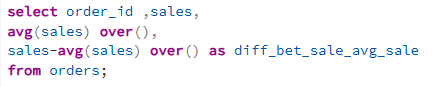 select order_id ,sales,
avg(sales) over(),
sales-avg(sales) over() as diff_bet_sale_avg_sale
from orders;